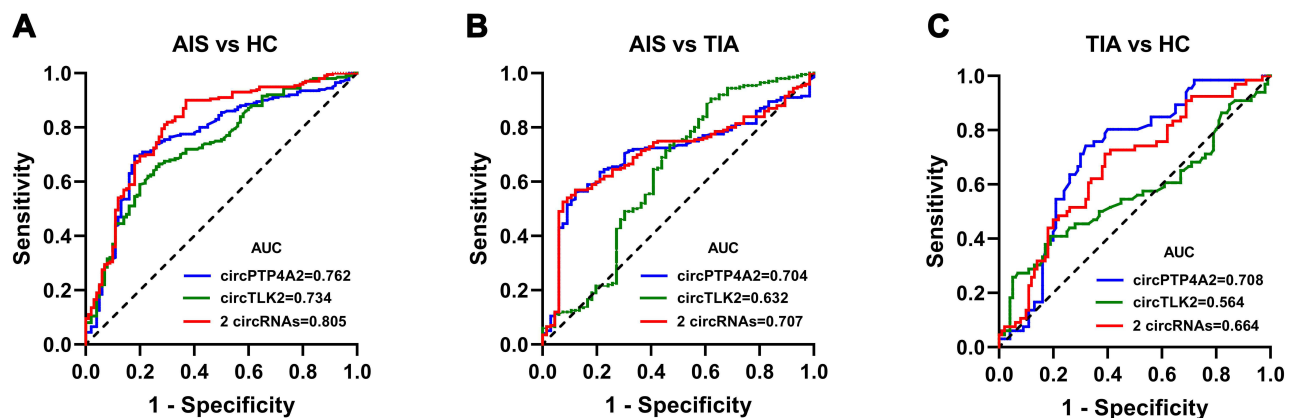 A
AIS vs HC
Sensitivity
1.0
0.8
0.6
0.4
0.2
0.0
AUC
circPTP4A2=0.762
circTLK2=0.734
2 circRNAs=0.805
0.0 0.2 0.4 0.6 0.8 1.0
1 - Specificity
B
AIS vs TIA
Sensitivity
1.0
0.8
0.6
0.4
0.2
0.0
AUC
circPTP4A2=0.704
circTLK2=0.632
2 circRNAs=0.707
0.0 0.2 0.4 0.6 0.8 1.0
1 - Specificity
C
TIA vs HC
Sensitivity
1.0
0.8
0.6
0.4
0.2
0.0
AUC
circPTP4A2=0.708
circTLK2=0.564
2 circRNAs=0.664
0.0 0.2 0.4 0.6 0.8 1.0
1 - Specificity